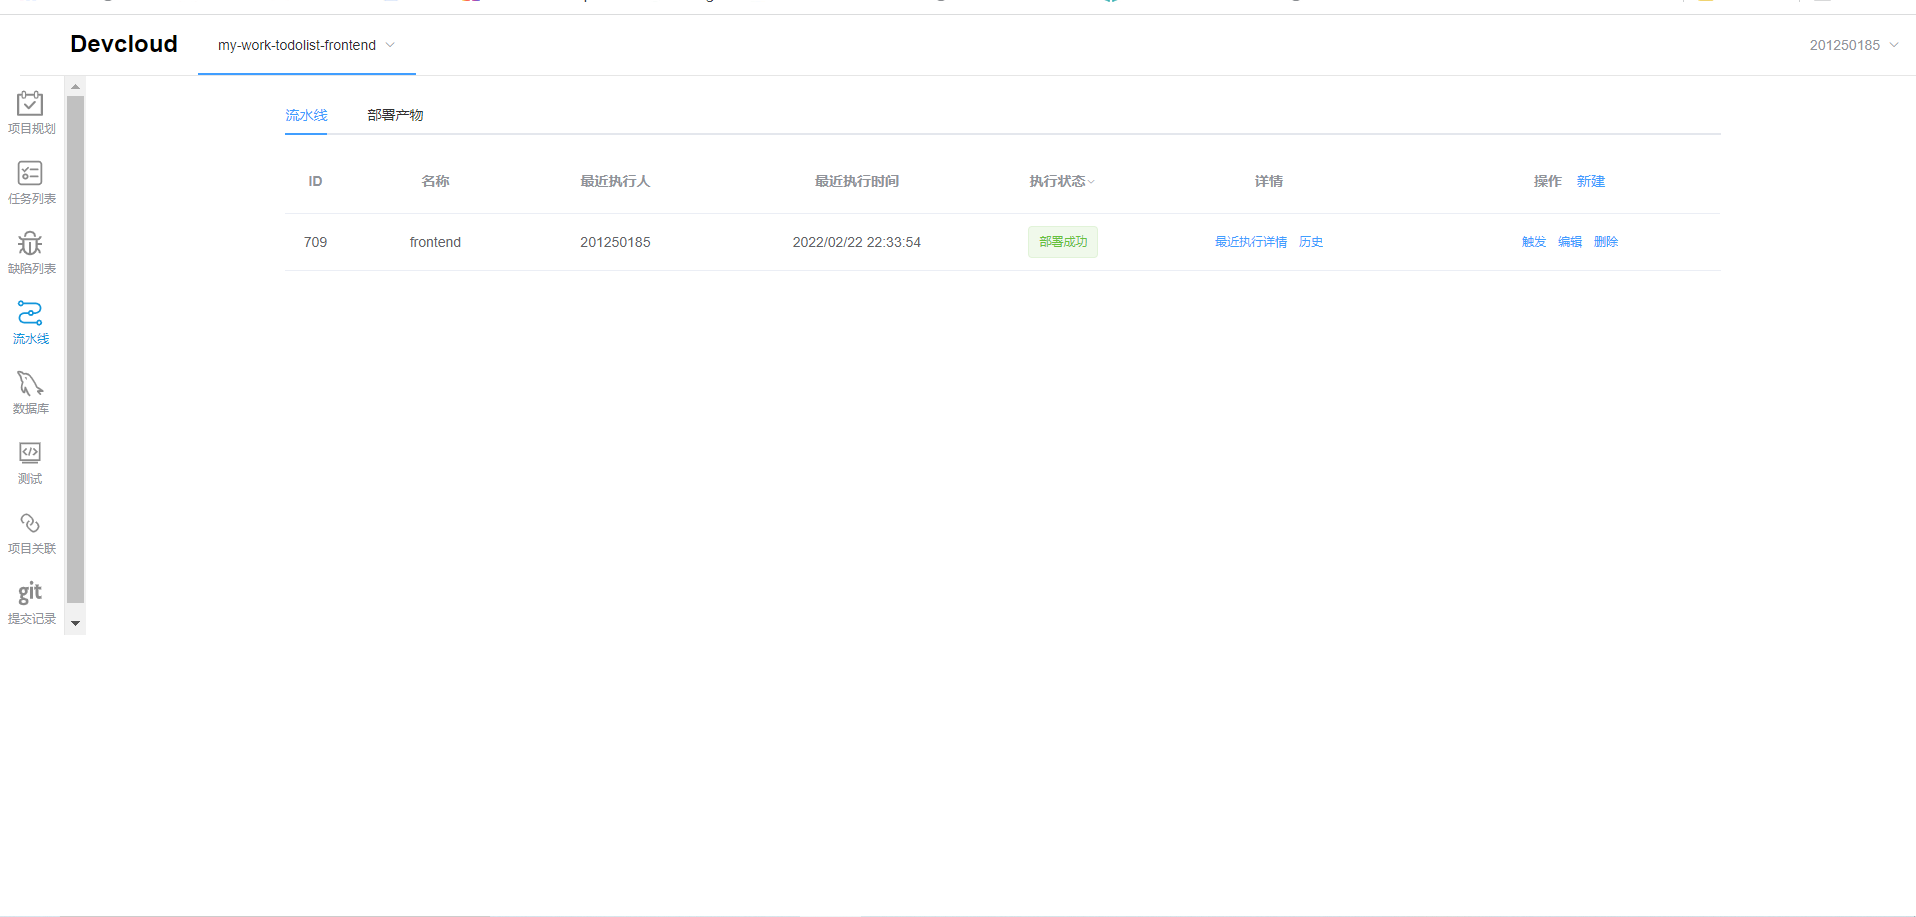 Devcloud
my-work-todolist-frontend
201250185
项目规划
任务列表
缺陷列表
流水线
数据库
测试
项目关联
git
提交记录
流水线 部署产物
ID 名称 最近执行人 最近执行时间 执行状态 详情 操作 新建
709 frontend 201250185 2022/02/22 22:33:54 部署成功 最近执行详情 历史 触发 编辑 删除